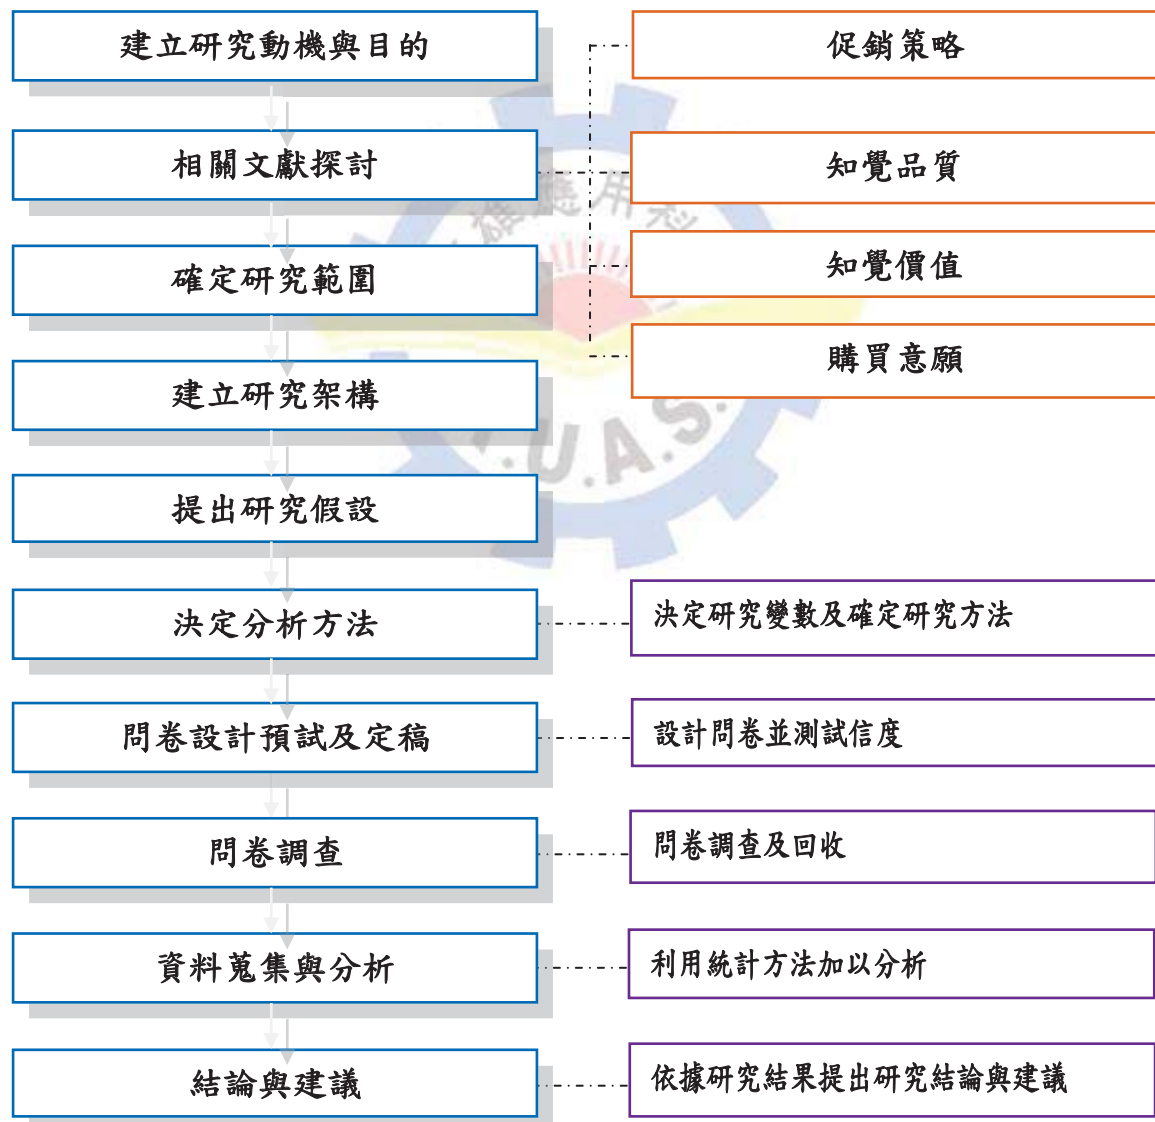 建立研究動機與目的
促銷策略
相關文獻探討
知覺品質
確定研究範圍
知覺價值
建立研究架構
購買意願
提出研究假設
決定分析方法
決定研究變數及確定研究方法
問卷設計預試及定稿
設計問卷並測試信度
問卷調查
問卷調查及回收
資料蒐集與分析
利用統計方法加以分析
結論與建議
依據研究結果提出研究結論與建議
雄應用科
.U.A.S.